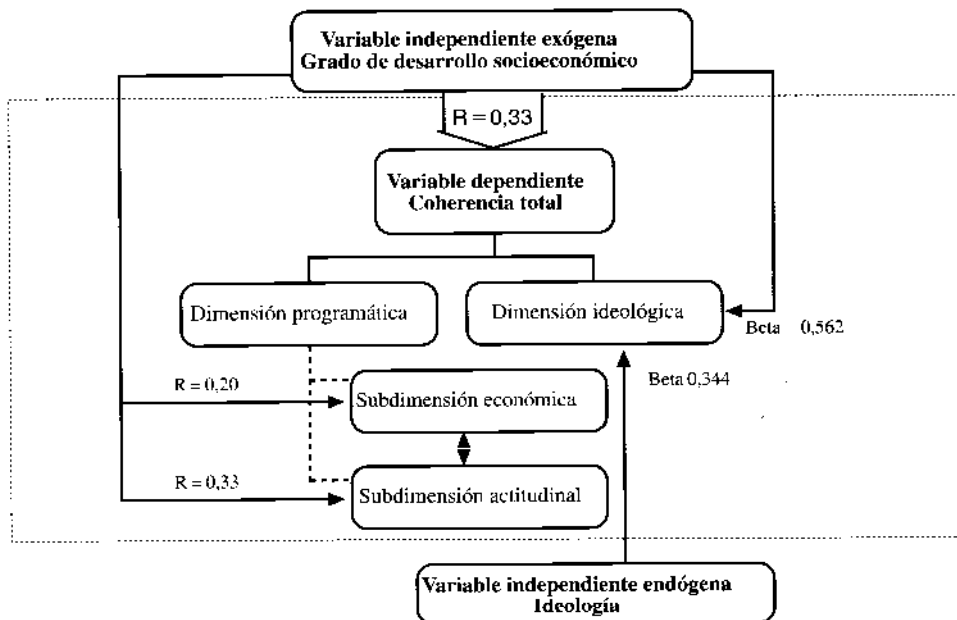 Variable independiente exógena
Grado de desarrollo socioeconómico
R = 0,33
Variable dependiente
Coherencia total
Dimensión programática
Dimensión ideológica
Beta 0,562
Beta 0,344
R = 0,20
Subdimensión económica
R = 0,33
Subdimensión actitudinal
Variable independiente endógena
Ideología